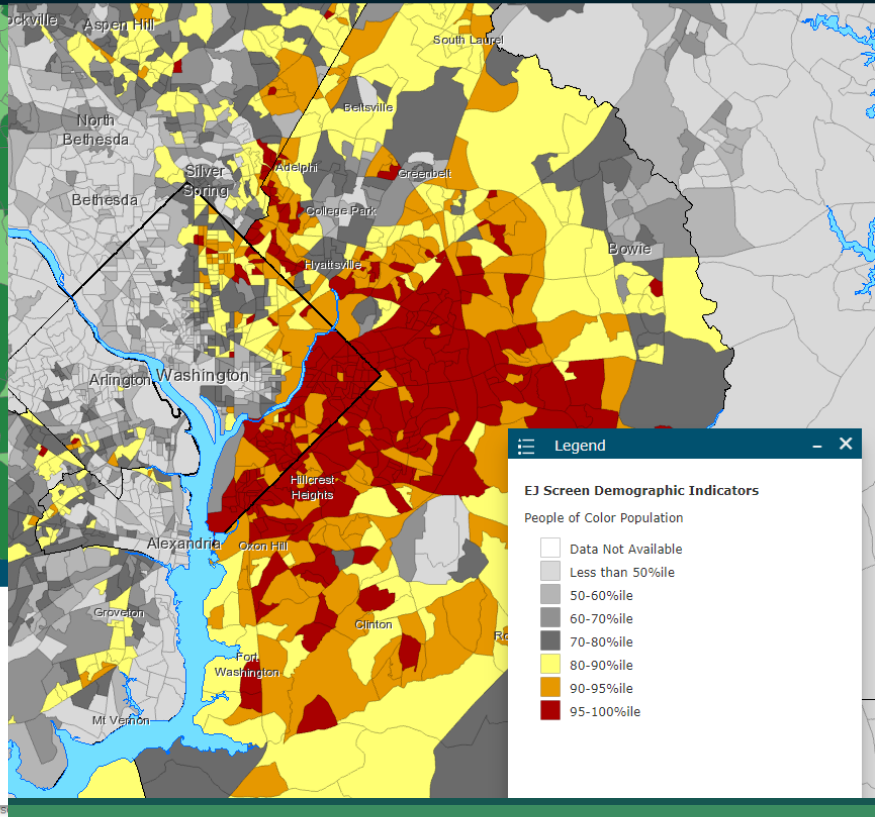 ockville
Aspen Hill
South Laurel
Beltsville
North
Bethesda
Silver
Spring
Adelphi
Greenbelt
Bethesda
College Park
Hyattsville
Bowie
Arlington
Washington
Hillcrest
Heights
Alexandria
Oxon Hill
Groveton
Clinton
Ro
Fort
Washington
Mt Vernon
Legend
EJ Screen Demographic Indicators
People of Color Population
Data Not Available
Less than 50%ile
50-60%ile
60-70%ile
70-80%ile
80-90%ile
90-95%ile
95-100%ile